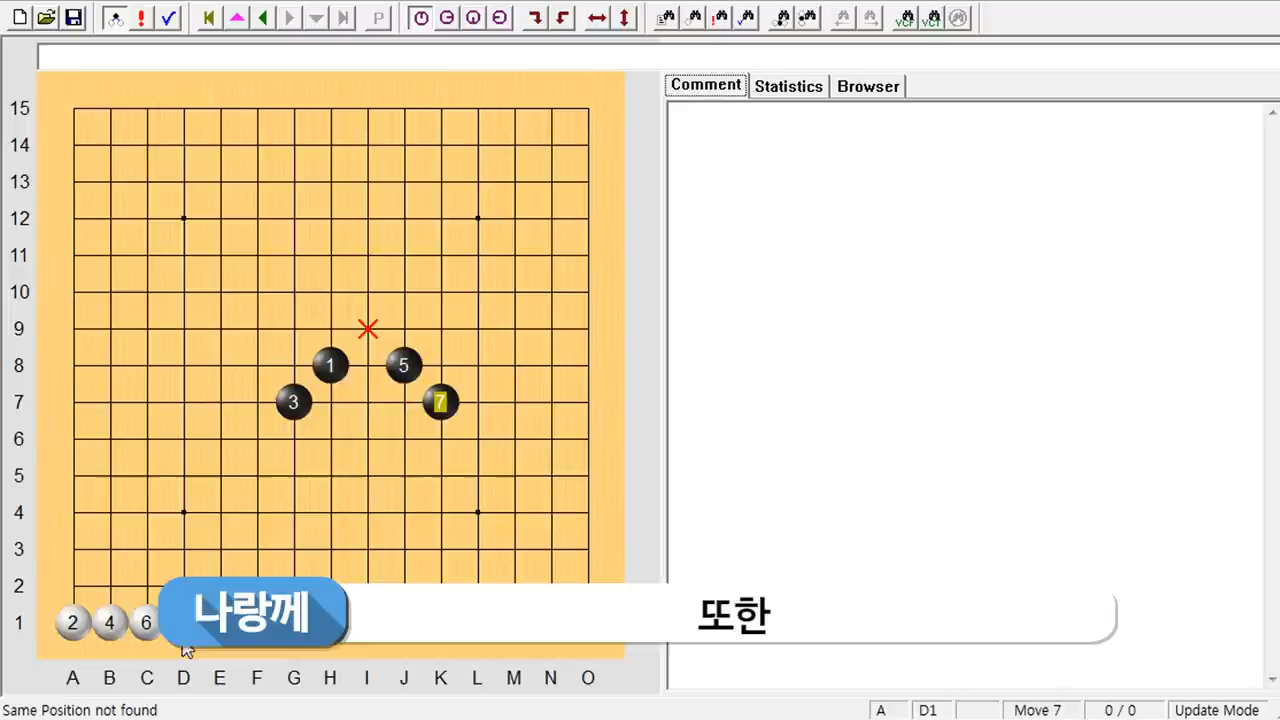 P
VCF
VCT
Comment
Statistics
Browser
15
14
13
12
11
10
9
8
1
5
7
3
7
6
5
4
3
2
1
2
4
6
나랑께
또한
A B C D E F G H I J K L M N O
Same Position not found
A
D1
Move 7
0 / 0
Update Mode